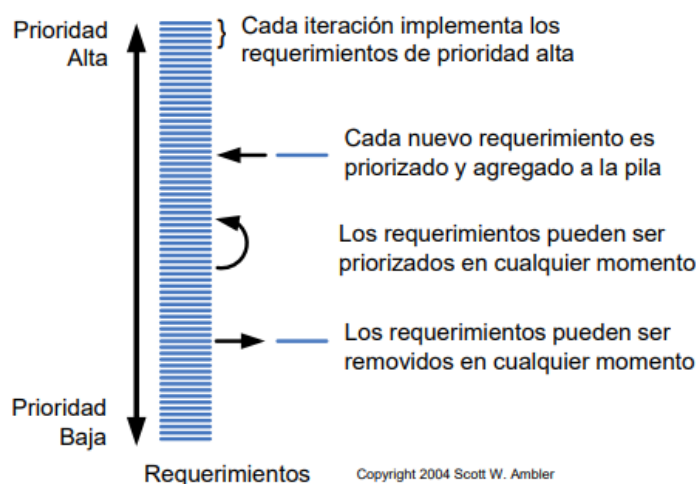 Prioridad
Alta
Cada iteración implementa los
requerimientos de prioridad alta
Cada nuevo requerimiento es
priorizado y agregado a la pila
Los requerimientos pueden ser
priorizados en cualquier momento
Los requerimientos pueden ser
removidos en cualquier momento
Prioridad
Baja
Requerimientos
Copyright 2004 Scott W. Ambler